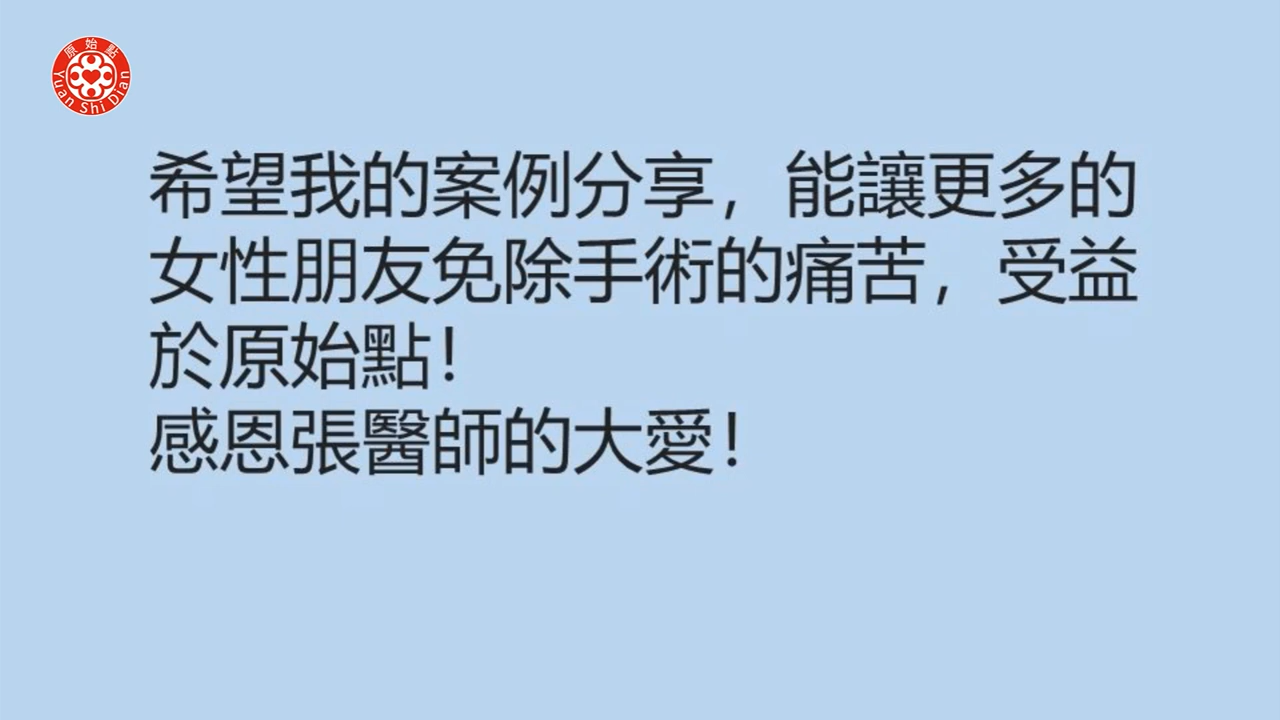 原始點
Yuan Shi Dian
希望我的案例分享，能讓更多的
女性朋友免除手術的痛苦，受益
於原始點！
感恩張醫師的大愛！